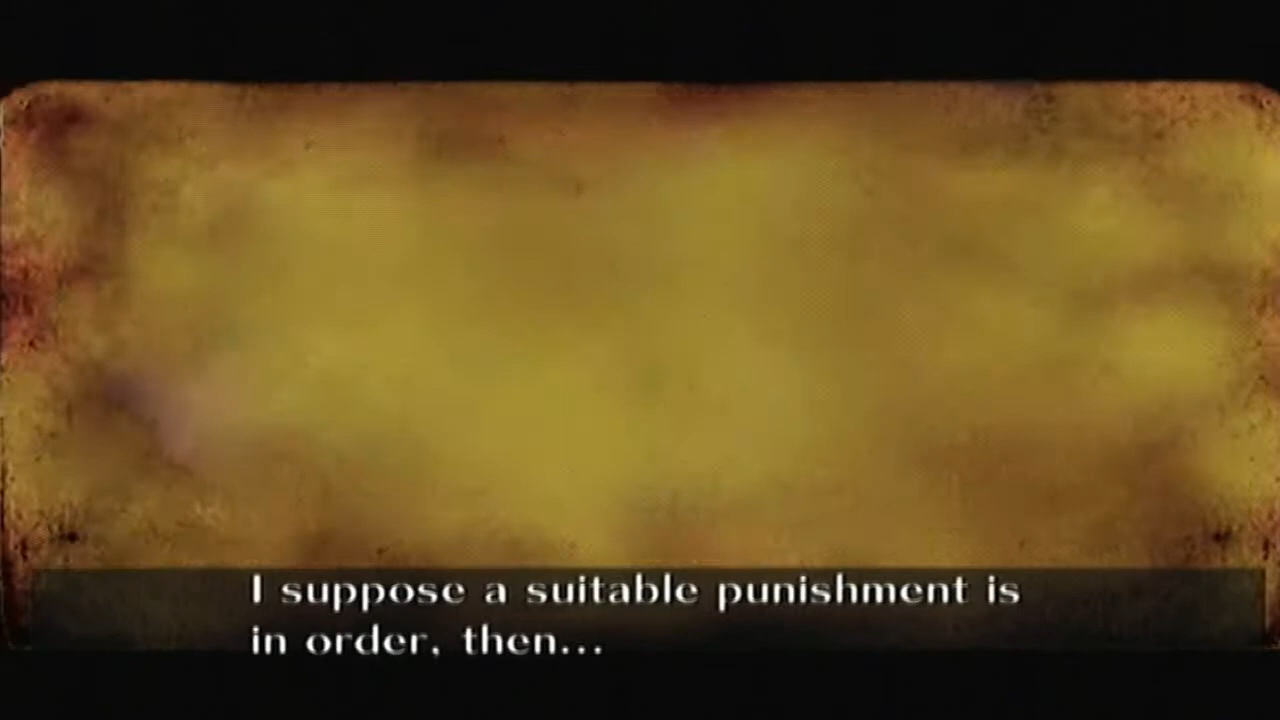 I suppose a suitable punishment is
in order, then...